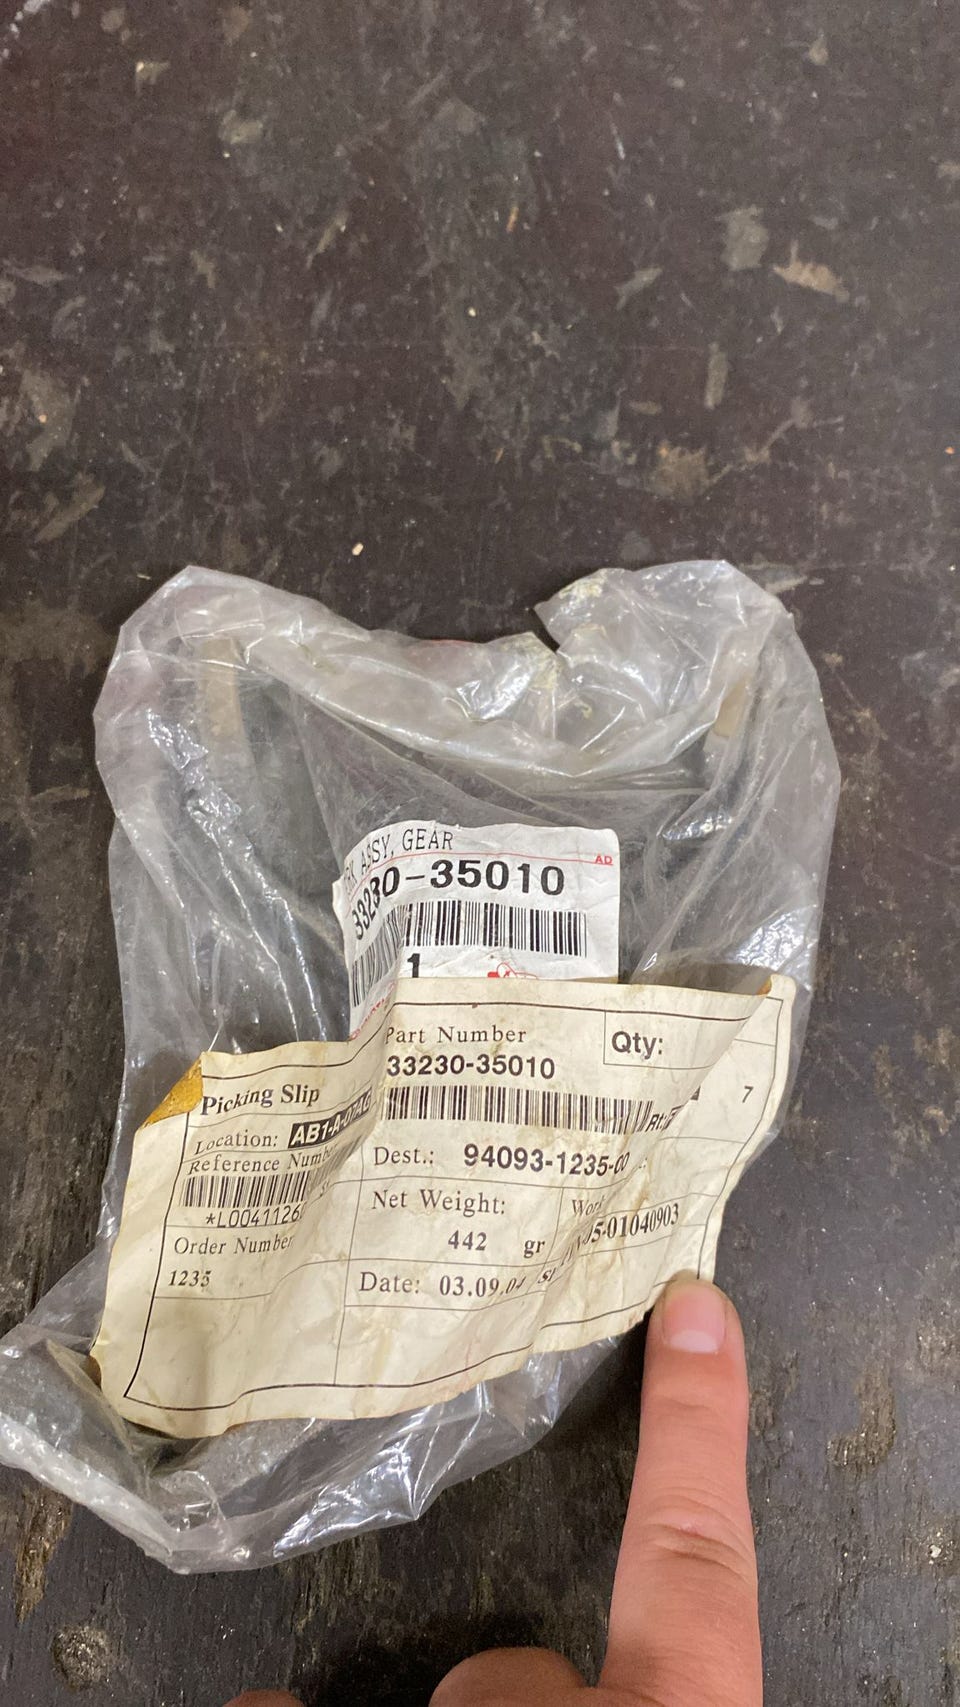 ASSY, GEAR
AD
33230-35010
1
Part Number
Qty:
33230-35010
7
Picking Slip
Location:
Dest.: 94093-1235-00
Reference
*L0041126
Net Weight:
442 gr
Order Number
1235
Date: 03.09.04